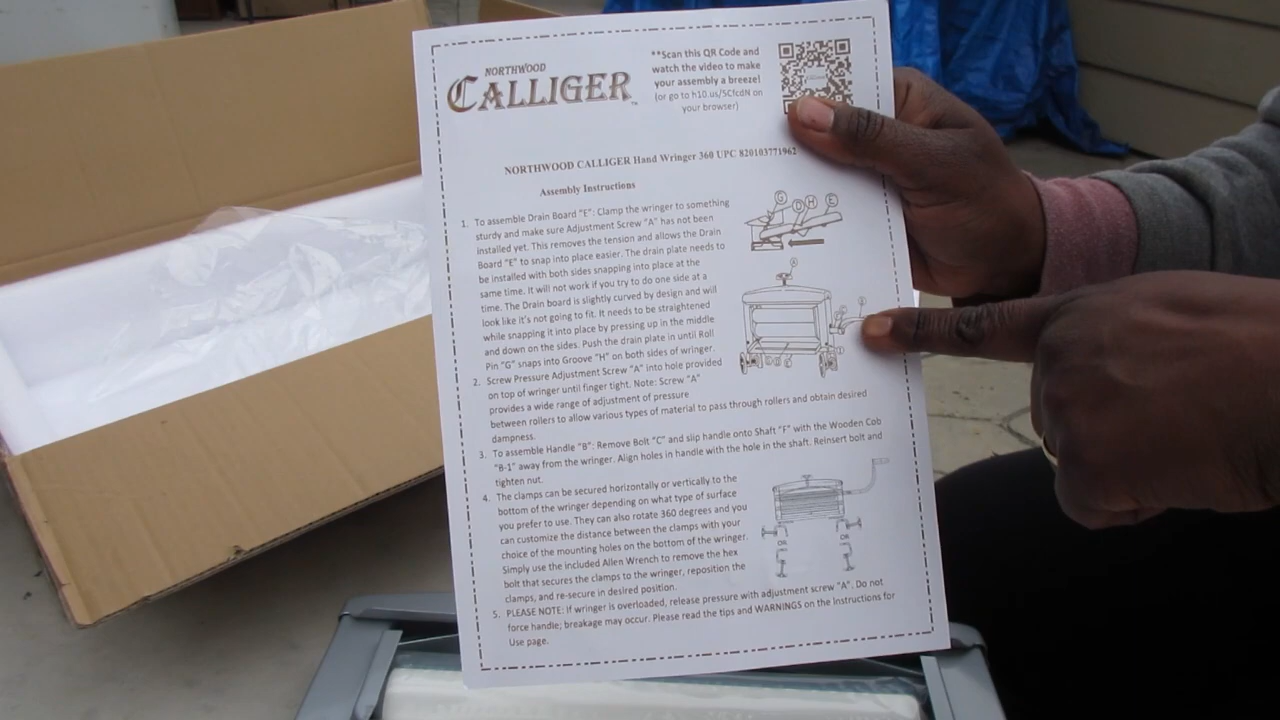 NORTHWOOD
CALLIGER
**Scan this QR Code and
watch the video to make
your assembly a breeze!
(or go to h10.us/5CfcdN on
your browser)
NORTHWOOD CALLIGER Hand Wringer 360 UPC 820103771962
Assembly Instructions
1. To assemble Drain Board "E": Clamp the wringer to something
sturdy and make sure Adjustment Screw "A" has not been
installed yet. This removes the tension and allows the Drain
Board "E" to snap into place easier. The drain plate needs to
be installed with both sides snapping into place at the
same time. It will not work if you try to do one side at a
time. The Drain board is slightly curved by design and will
look like it's not going to fit. It needs to be straightened
while snapping it into place by pressing up in the middle
and down on the sides. Push the drain plate in until Roll
Pin "G" snaps into Groove "H" on both sides of wringer.
2. Screw Pressure Adjustment Screw "A" into hole provided
on top of wringer until finger tight. Note: Screw "A"
provides a wide range of adjustment of pressure
between rollers to allow various types of material to pass through rollers and obtain desired
dampness.
3. To assemble Handle "B": Remove Bolt "C" and slip handle onto Shaft "F" with the Wooden Cob
"B-1" away from the wringer. Align holes in handle with the hole in the shaft. Reinsert bolt and
tighten nut.
4. The clamps can be secured horizontally or vertically to the
bottom of the wringer depending on what type of surface
you prefer to use. They can also rotate 360 degrees and you
can customize the distance between the clamps with your
choice of the mounting holes on the bottom of the wringer.
Simply use the included Allen Wrench to remove the hex
bolt that secures the clamps to the wringer, reposition the
clamps, and re-secure in desired position.
5. PLEASE NOTE: If wringer is overloaded, release pressure with adjustment screw "A". Do not
force handle; breakage may occur. Please read the tips and WARNINGS on the Instructions for
Use page.
G D H E
A
OR OR